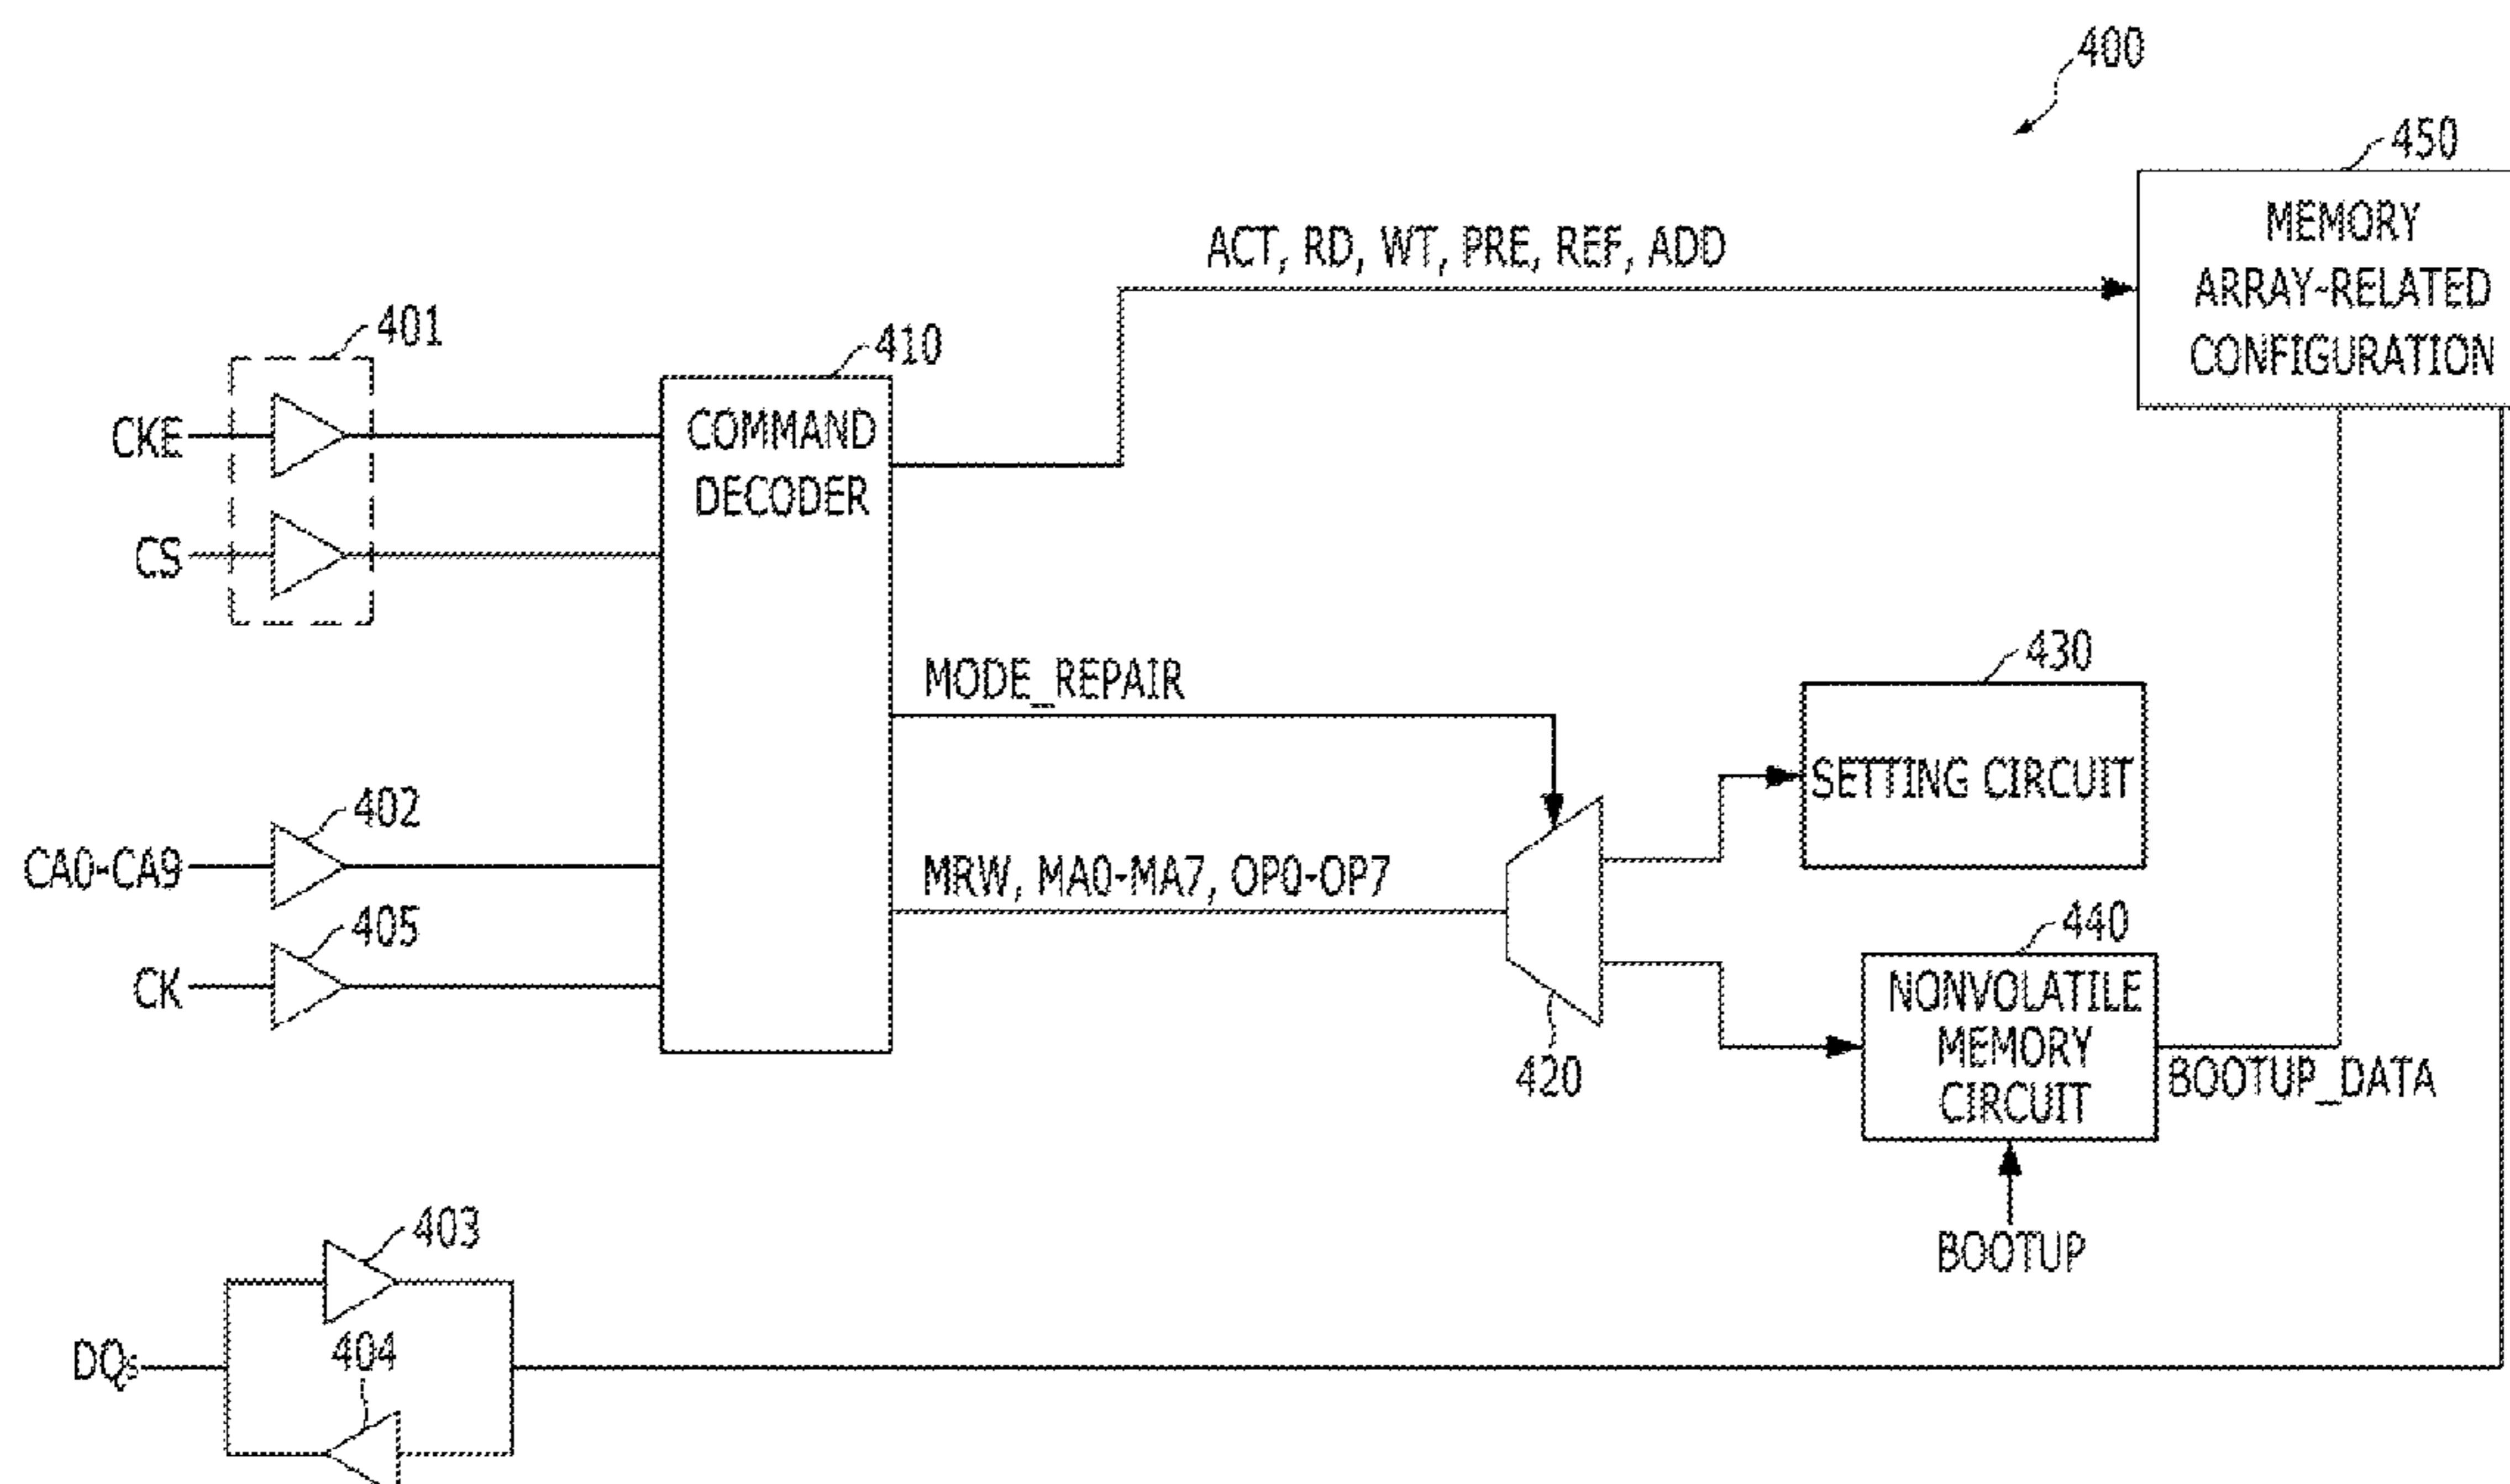 400
450
MEMORY
ARRAY-RELATED
CONFIGURATION
ACT, RD, WT, PRE, REF, ADD
401
410
CKE
COMMAND
DECODER
CS
MODE_REPAIR
430
SETTING CIRCUIT
402
CA0-CA9
MRW, MA0-MA7, OP0-OP7
405
440
CK
NONVOLATILE
MEMORY
CIRCUIT
420
BOOTUP_DATA
403
BOOTUP
404
DQs